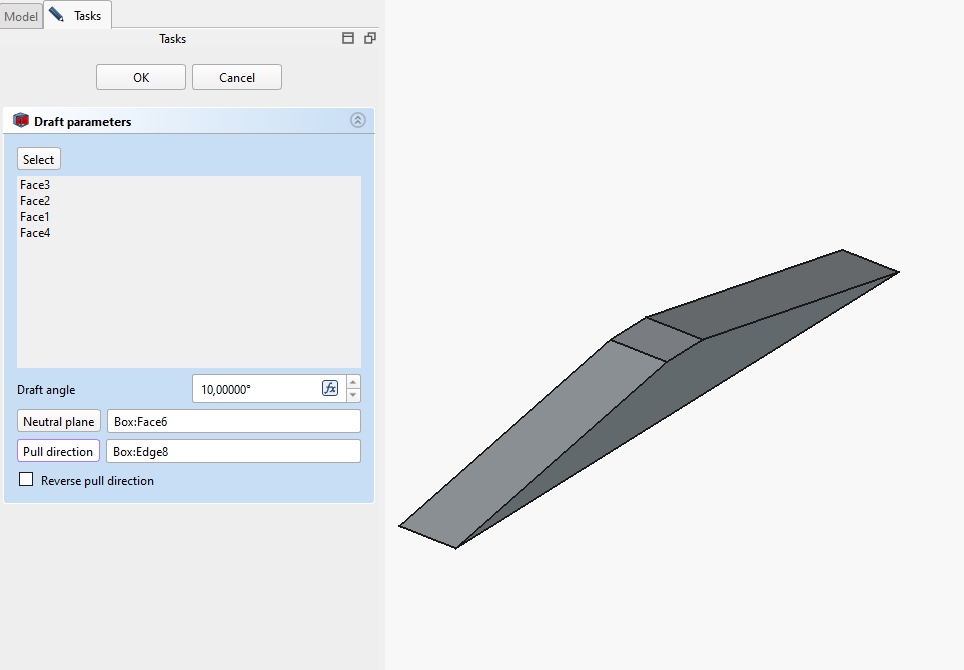 Model
Tasks
Tasks
OK
Cancel
Draft parameters
Select
Face3
Face2
Face1
Face4
Draft angle
10,00000°
fx
Neutral plane
Box:Face6
Pull direction
Box:Edge8
Reverse pull direction